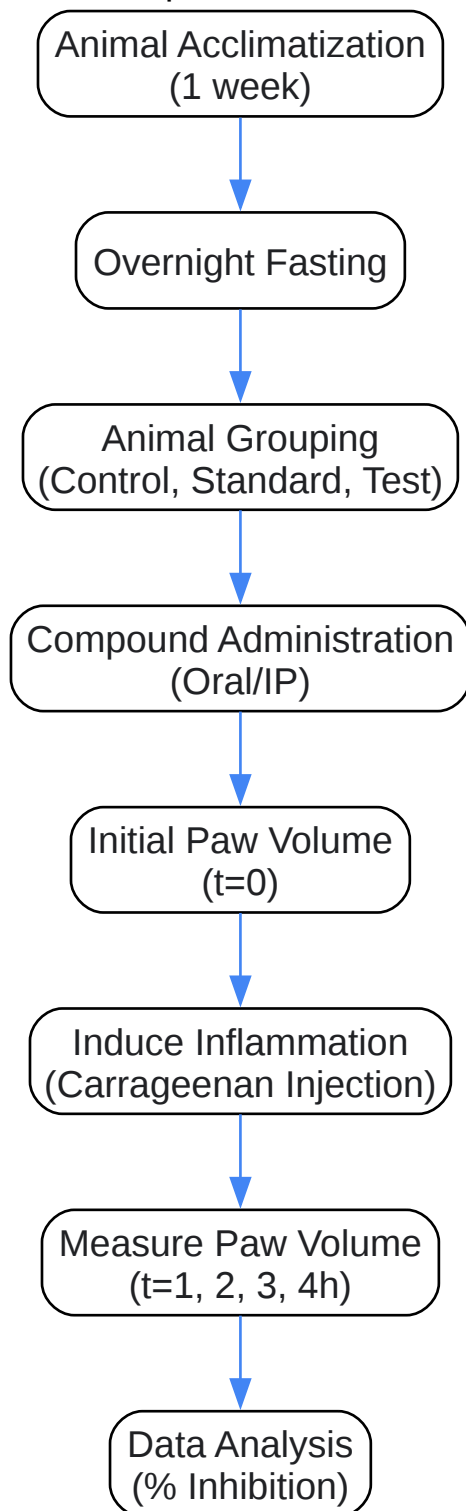 Animal Acclimatization
(1 week)
Overnight Fasting
Animal Grouping
(Control, Standard, Test)
Compound Administration
(Oral/IP)
Initial Paw Volume
(t=0)
Induce Inflammation
(Carrageenan Injection)
Measure Paw Volume
(t=1, 2, 3, 4h)
Data Analysis
(% Inhibition)